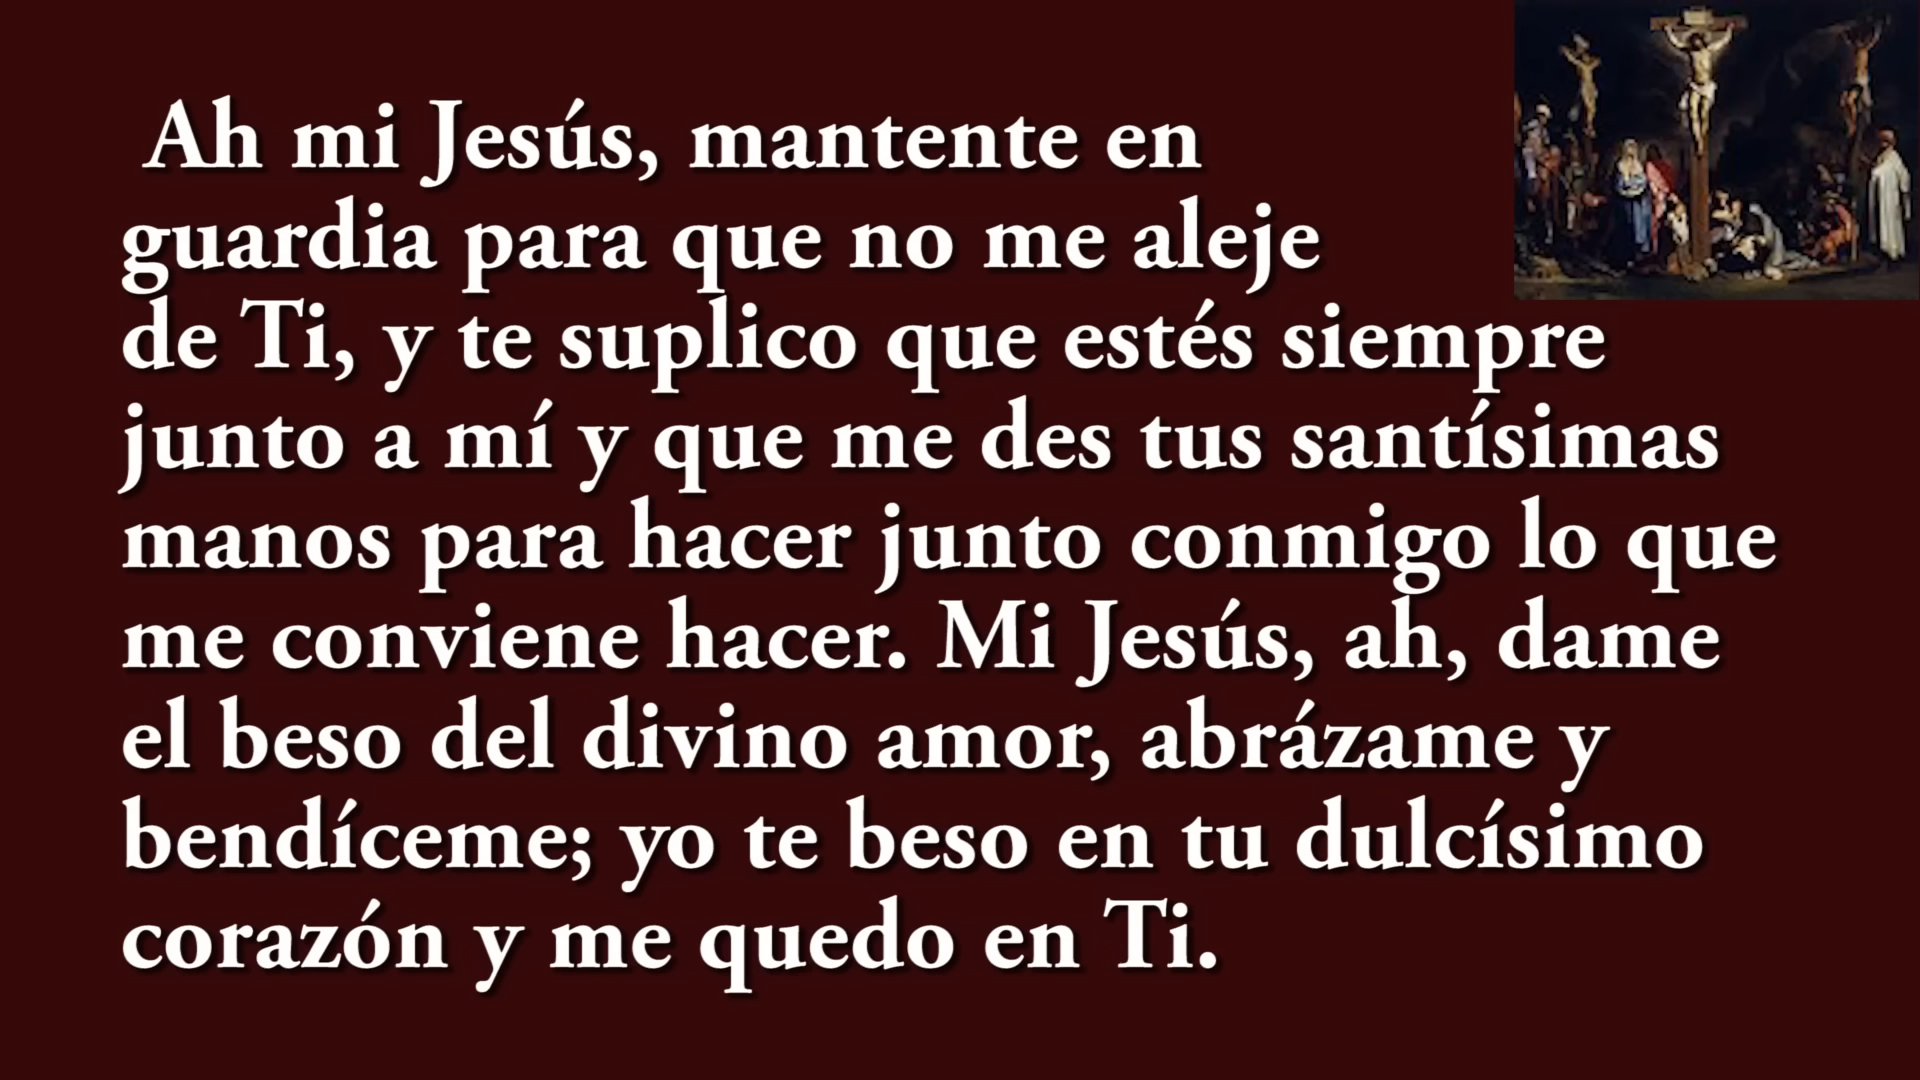 Ah mi Jesús, mantente en
guardia para que no me aleje
de Ti, y te suplico que estés siempre
junto a mí y que me des tus santísimas
manos para hacer junto conmigo lo que
me conviene hacer. Mi Jesús, ah, dame
el beso del divino amor, abrázame y
bendíceme; yo te beso en tu dulcísimo
corazón y me quedo en Ti.